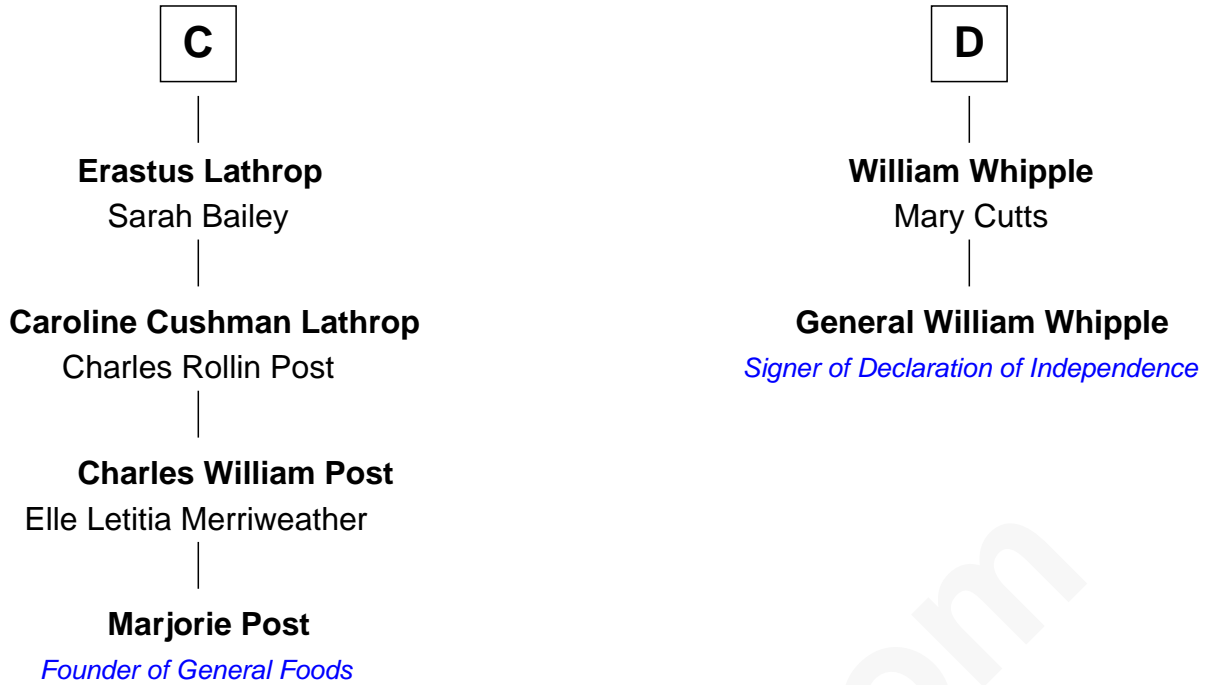 C
Erastus Lathrop
Sarah Bailey
Caroline Cushman Lathrop
Charles Rollin Post
Charles William Post
Elle Letitia Merriweather
Marjorie Post
Founder of General Foods
D
William Whipple
Mary Cutts
General William Whipple
Signer of Declaration of Independence
om